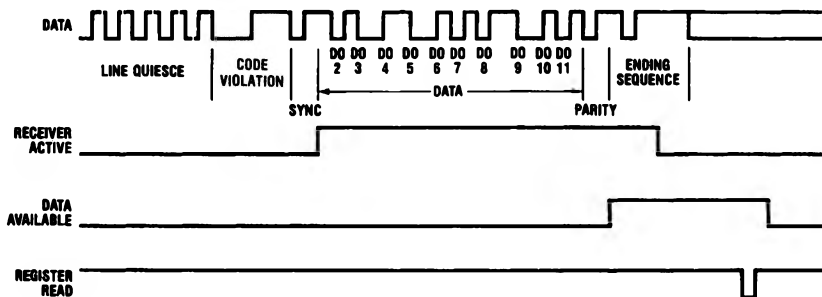 DATA
DO 2 DO 3 DO 4 DO 5 DO 6 DO 7 DO 8 DO 9 DO 10 DO 11
LINE QUIESCE
CODE VIOLATION
ENDING SEQUENCE
DATA
SYNC
PARITY
RECEIVER ACTIVE
DATA AVAILABLE
REGISTER READ